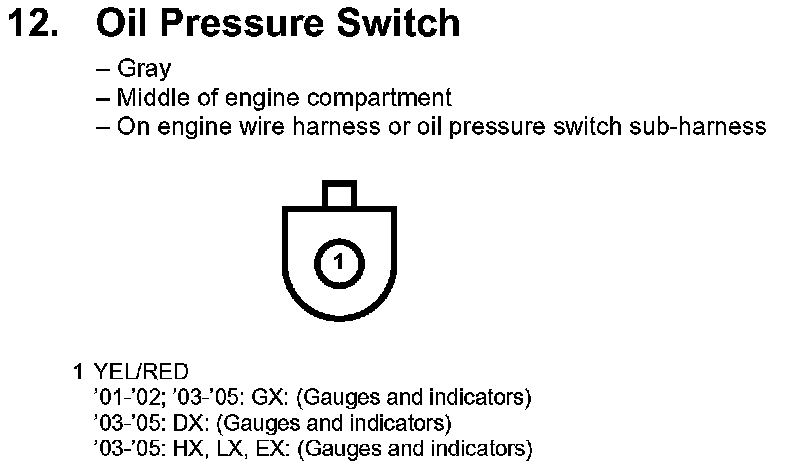 12. Oil Pressure Switch
– Gray
– Middle of engine compartment
– On engine wire harness or oil pressure switch sub-harness
1
1 YEL/RED
’01-’02; ’03-’05: GX: (Gauges and indicators)
’03-’05: DX: (Gauges and indicators)
’03-’05: HX, LX, EX: (Gauges and indicators)